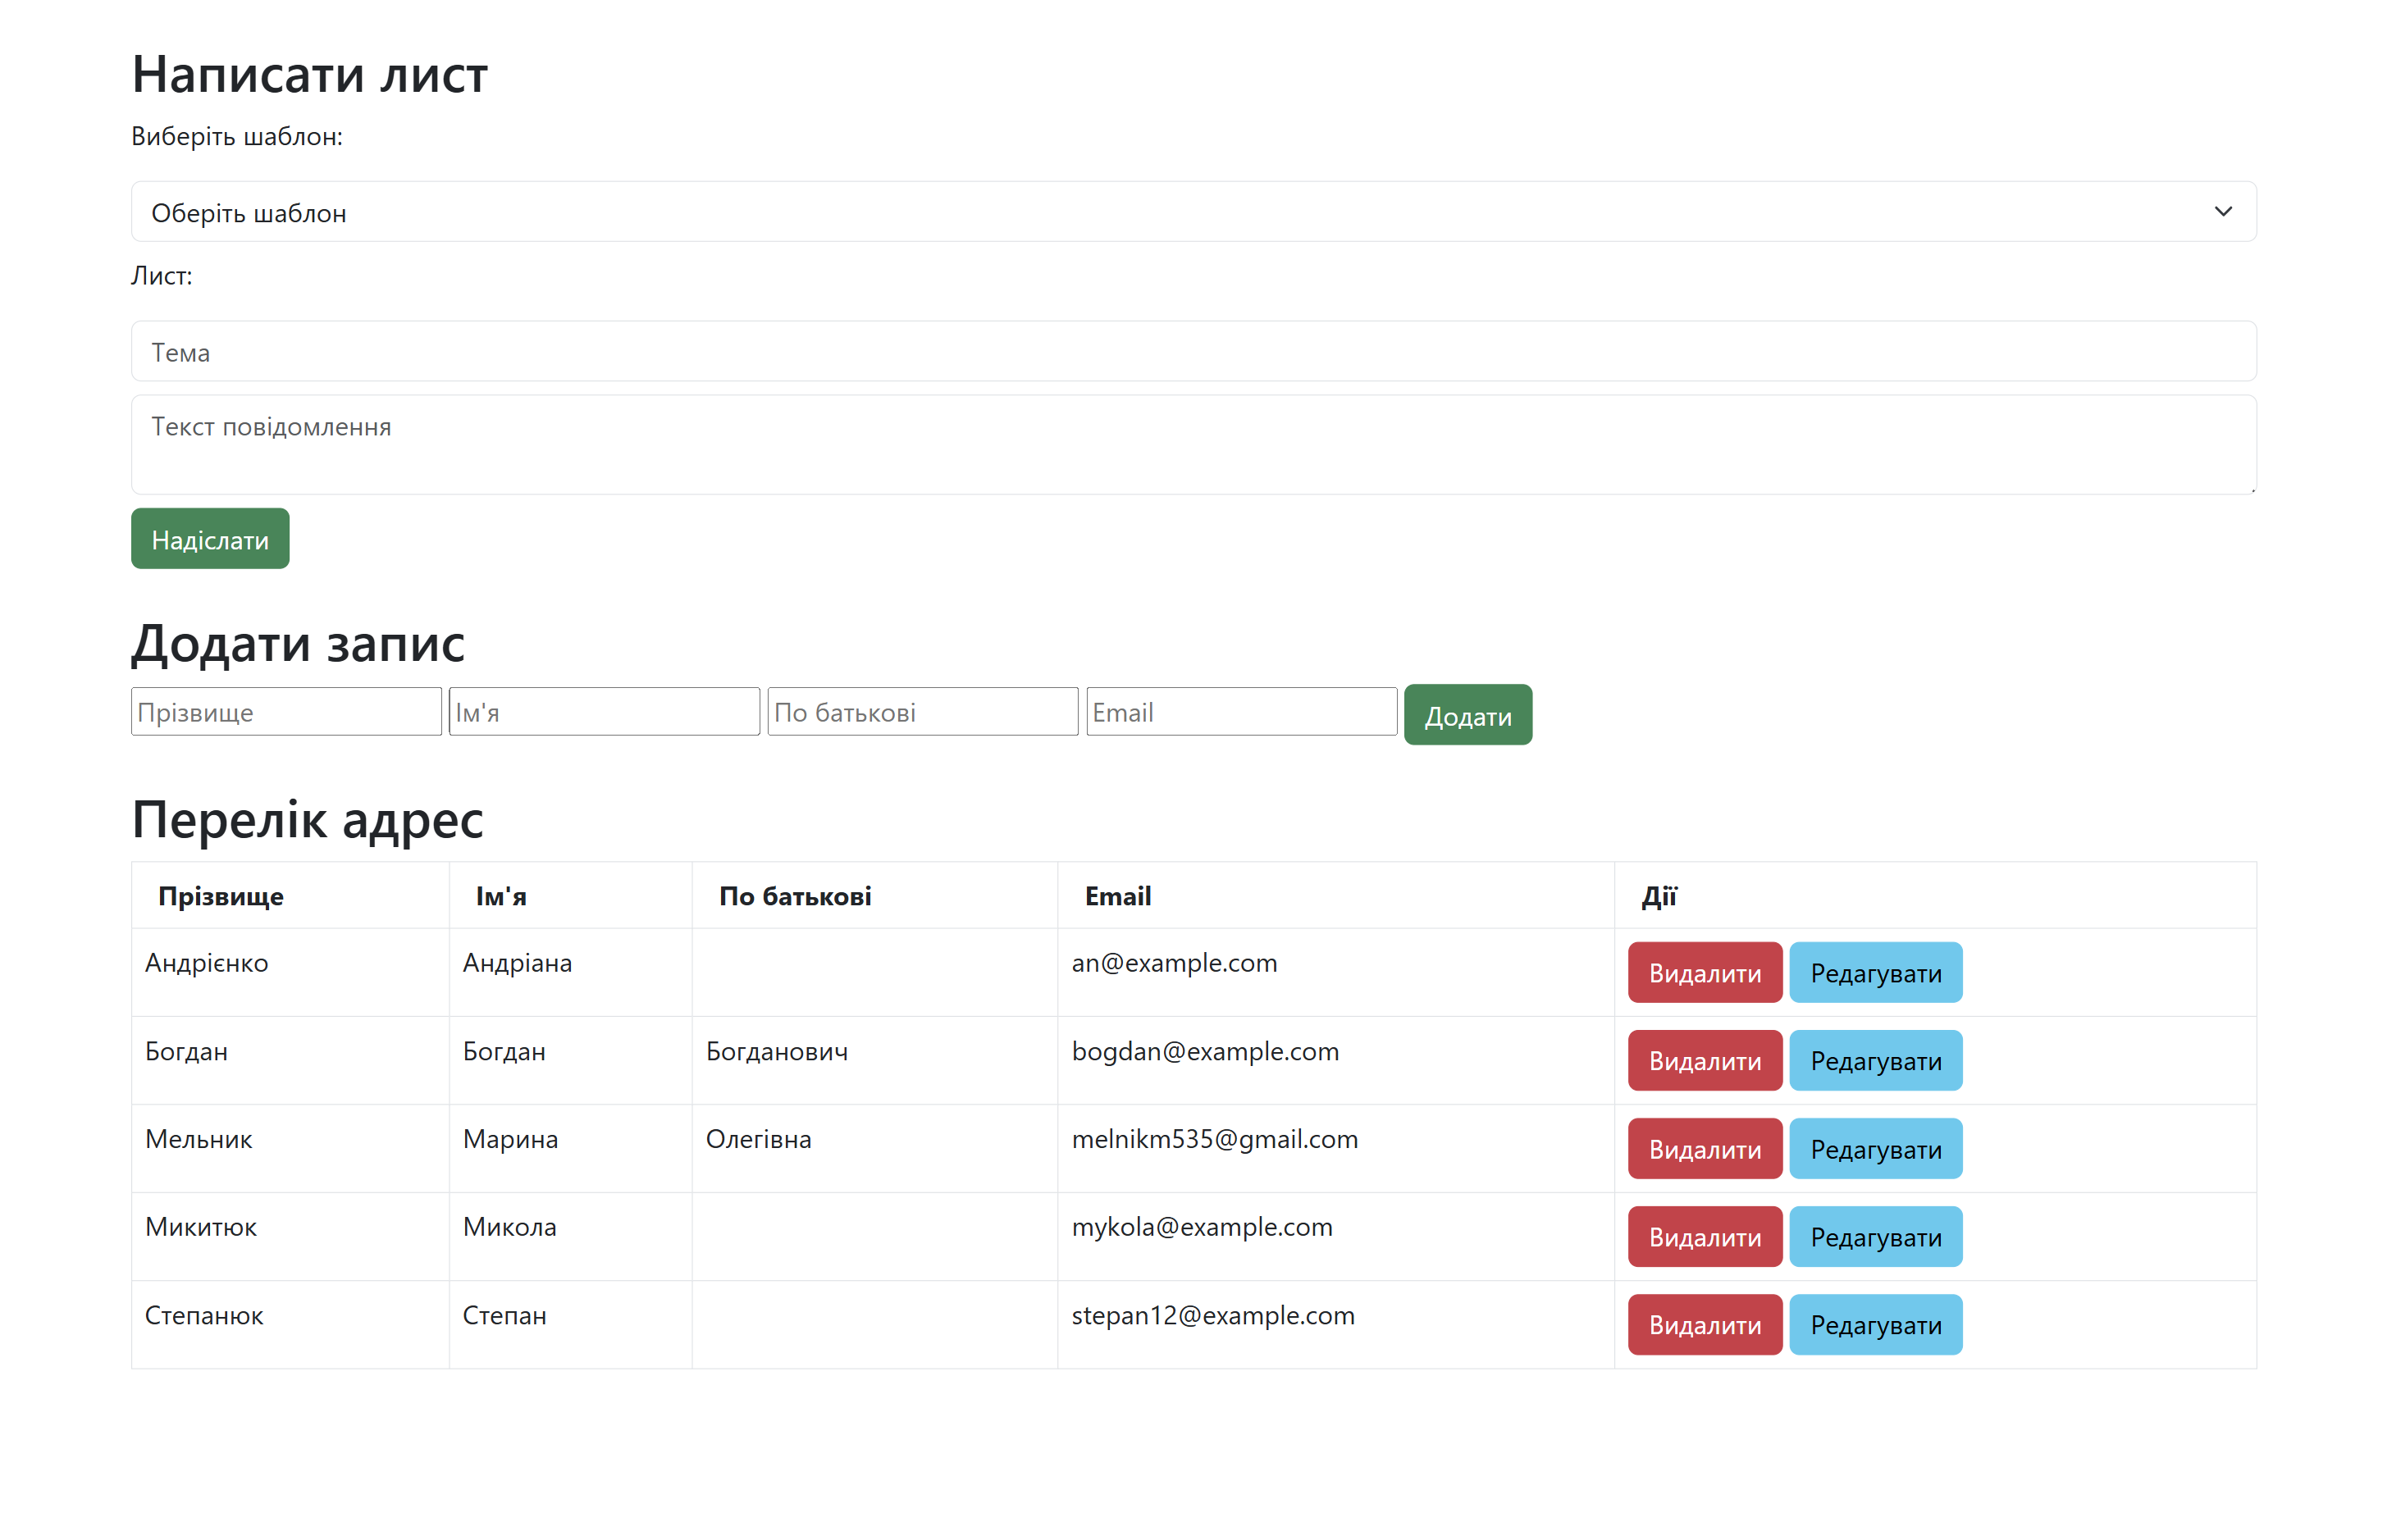 Написати лист
Виберіть шаблон:
Оберіть шаблон
Лист:
Тема
Текст повідомлення
Надіслати
Додати запис
Прізвище Ім'я По батькові Email Додати
Перелік адрес
Прізвище Ім'я По батькові Email Дії
Андрієнко Андріана an@example.com Видалити Редагувати
Богдан Богдан Богданович bogdan@example.com Видалити Редагувати
Мельник Марина Олегівна melnikm535@gmail.com Видалити Редагувати
Микитюк Микола mykola@example.com Видалити Редагувати
Степанюк Степан stepan12@example.com Видалити Редагувати